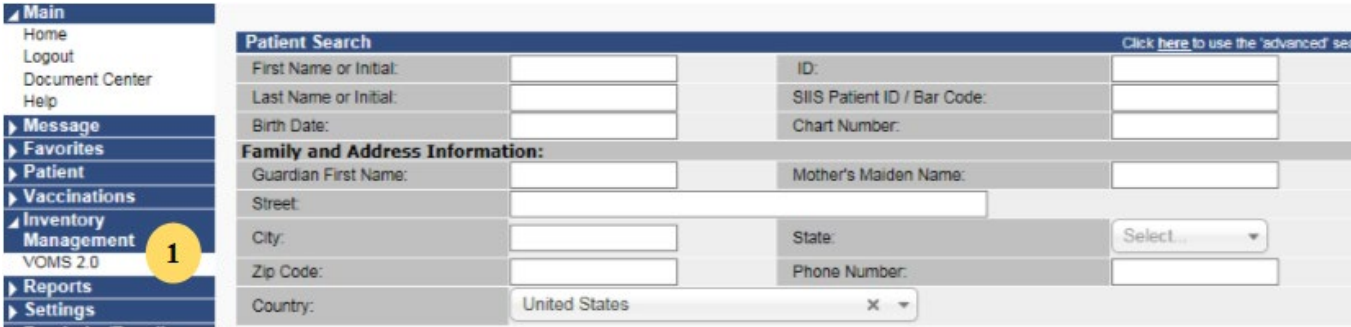 Main
Home
Logout
Document Center
Help
Message
Favorites
Patient
Vaccinations
Inventory
Management
VOMS 2.0
1
Reports
Settings
Patient Search Click here to use the 'advanced'
First Name or Initial: ID:
Last Name or Initial: SIIS Patient ID / Bar Code:
Birth Date: Chart Number:
Family and Address Information:
Guardian First Name: Mother's Maiden Name:
Street:
City: State: Select...
Zip Code: Phone Number:
Country: United States